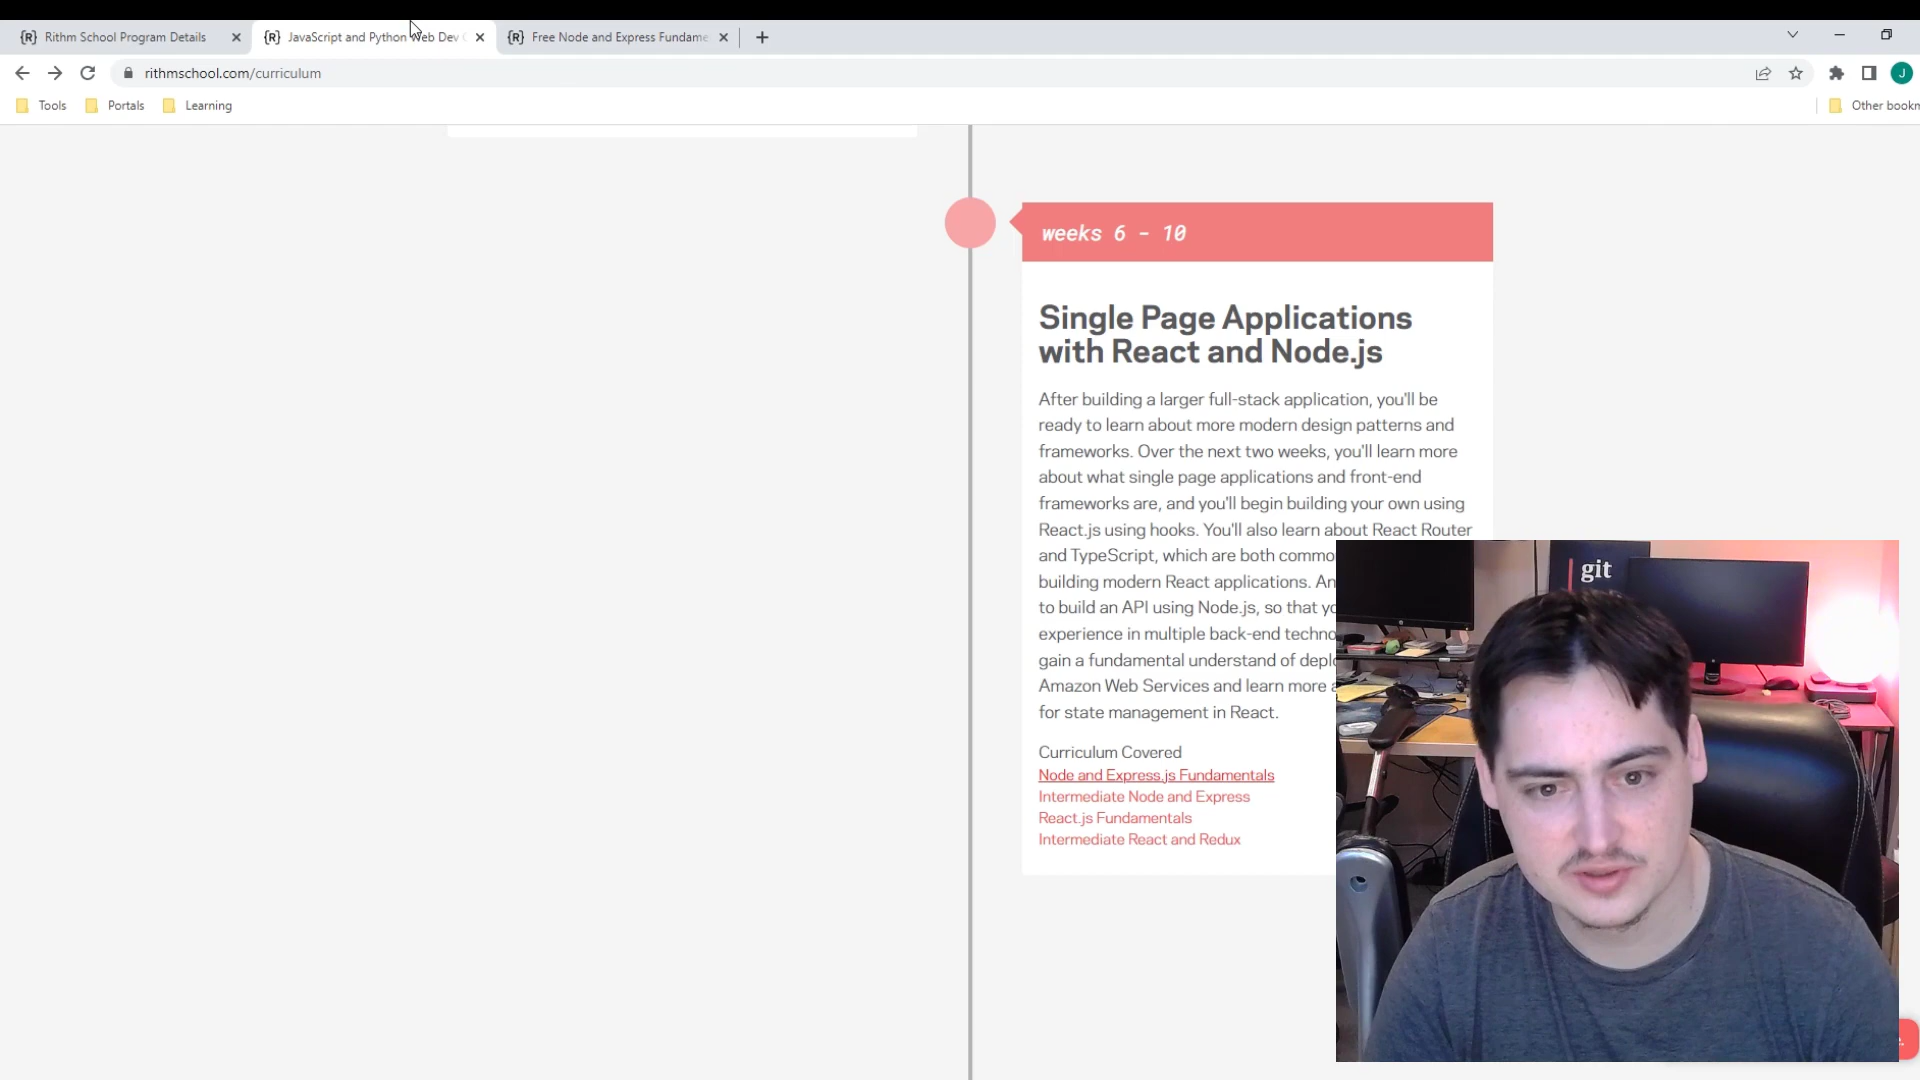 {R} Rithm School Program Details
{R} JavaScript and Python Web Dev
{R} Free Node and Express Fundame
rithmschool.com/curriculum
J
Tools
Portals
Learning
Other bookm
weeks 6 - 10
Single Page Applications
with React and Node.js
After building a larger full-stack application, you'll be
ready to learn about more modern design patterns and
frameworks. Over the next two weeks, you'll learn more
about what single page applications and front-end
frameworks are, and you'll begin building your own using
React.js using hooks. You'll also learn about React Router
and TypeScript, which are both commo
building modern React applications. An
to build an API using Node.js, so that yo
experience in multiple back-end techno
gain a fundamental understand of deplo
Amazon Web Services and learn more a
for state management in React.
Curriculum Covered
Node and Express.js Fundamentals
Intermediate Node and Express
React.js Fundamentals
Intermediate React and Redux
git